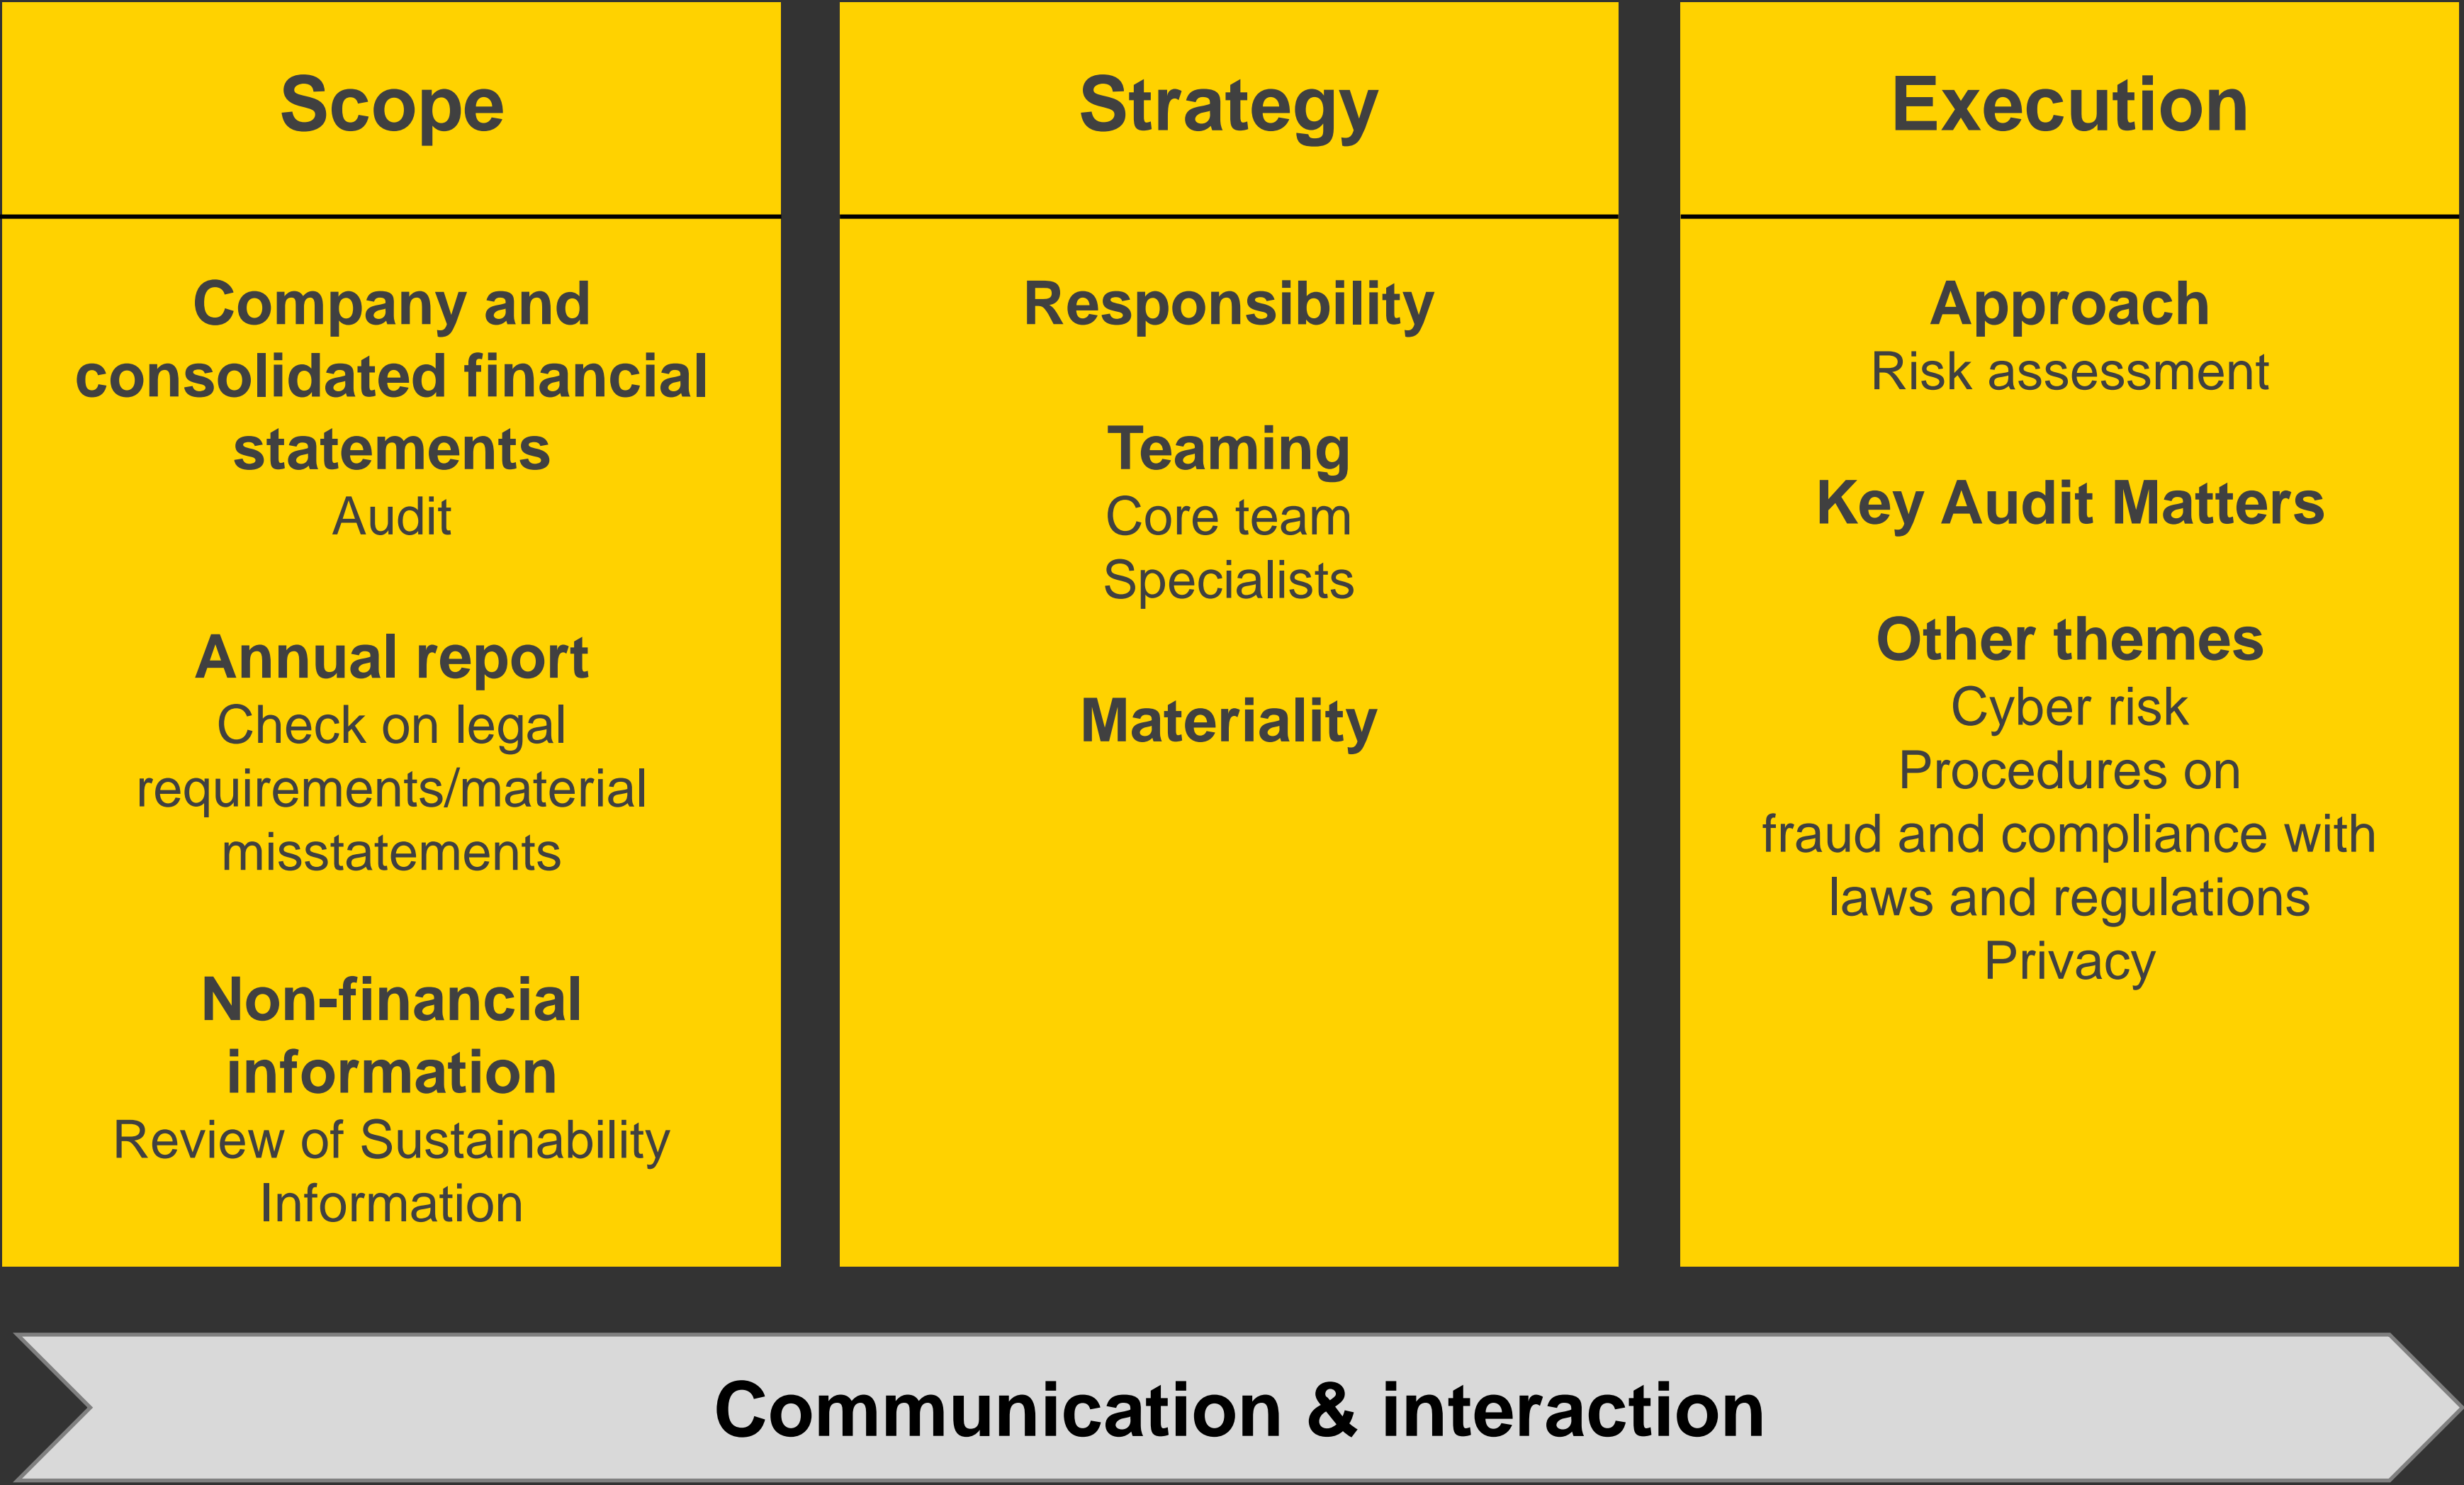 Scope
Company and
consolidated financial
statements
Audit
Annual report
Check on legal
requirements/material
misstatements
Non-financial
information
Review of Sustainability
Information
Strategy
Responsibility
Teaming
Core team
Specialists
Materiality
Execution
Approach
Risk assessment
Key Audit Matters
Other themes
Cyber risk
Procedures on
fraud and compliance with
laws and regulations
Privacy
Communication & interaction